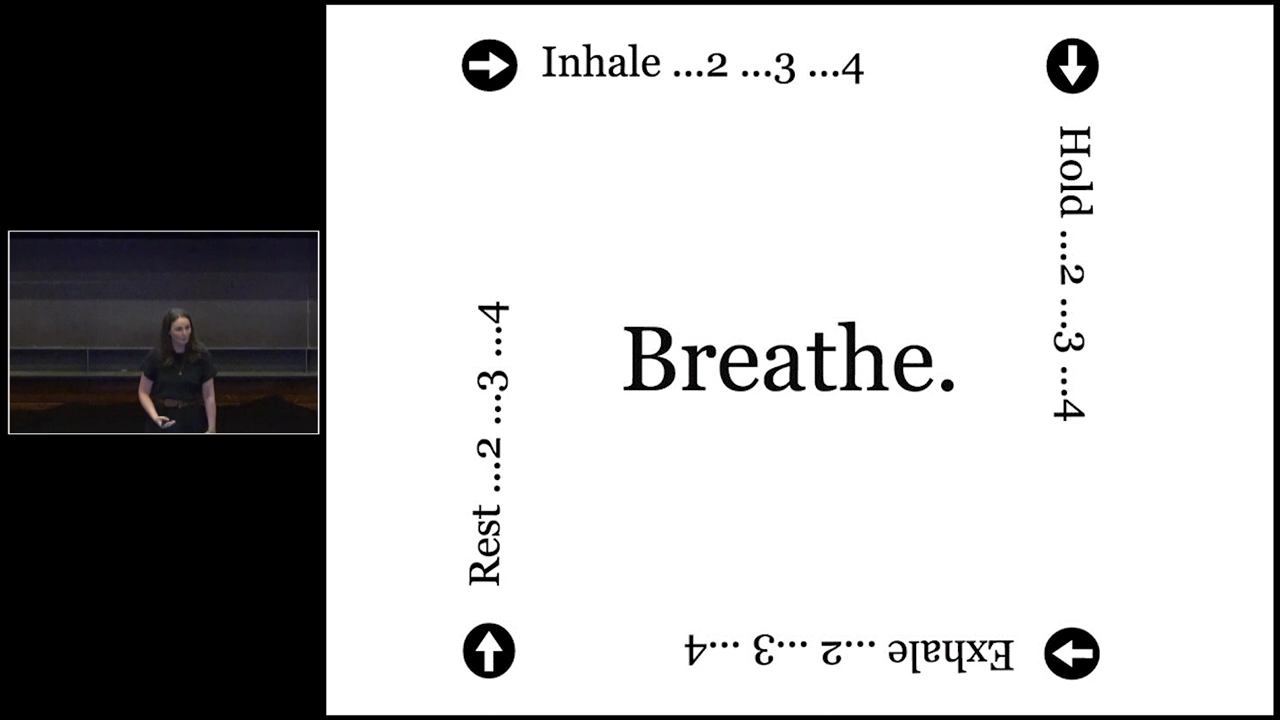 Inhale ...2 ...3 ...4
Hold ...2 ...3 ...4
Breathe.
Exhale ...2 ...3 ...4
Rest ...2 ...3 ...4